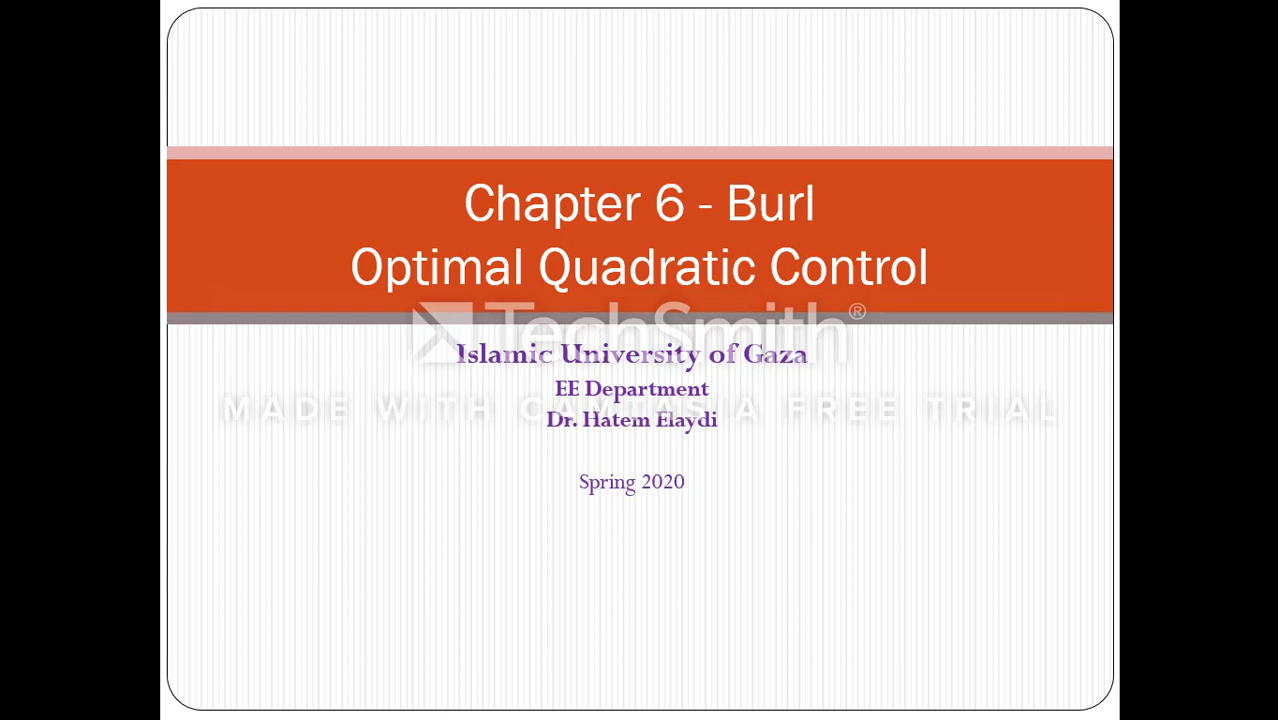 Chapter 6 - Burl
Optimal Quadratic Control
TechSmith®
Islamic University of Gaza
EE Department
MADE WITH CAMTASIA FREE TRIAL
Dr. Hatem Elaydi
Spring 2020